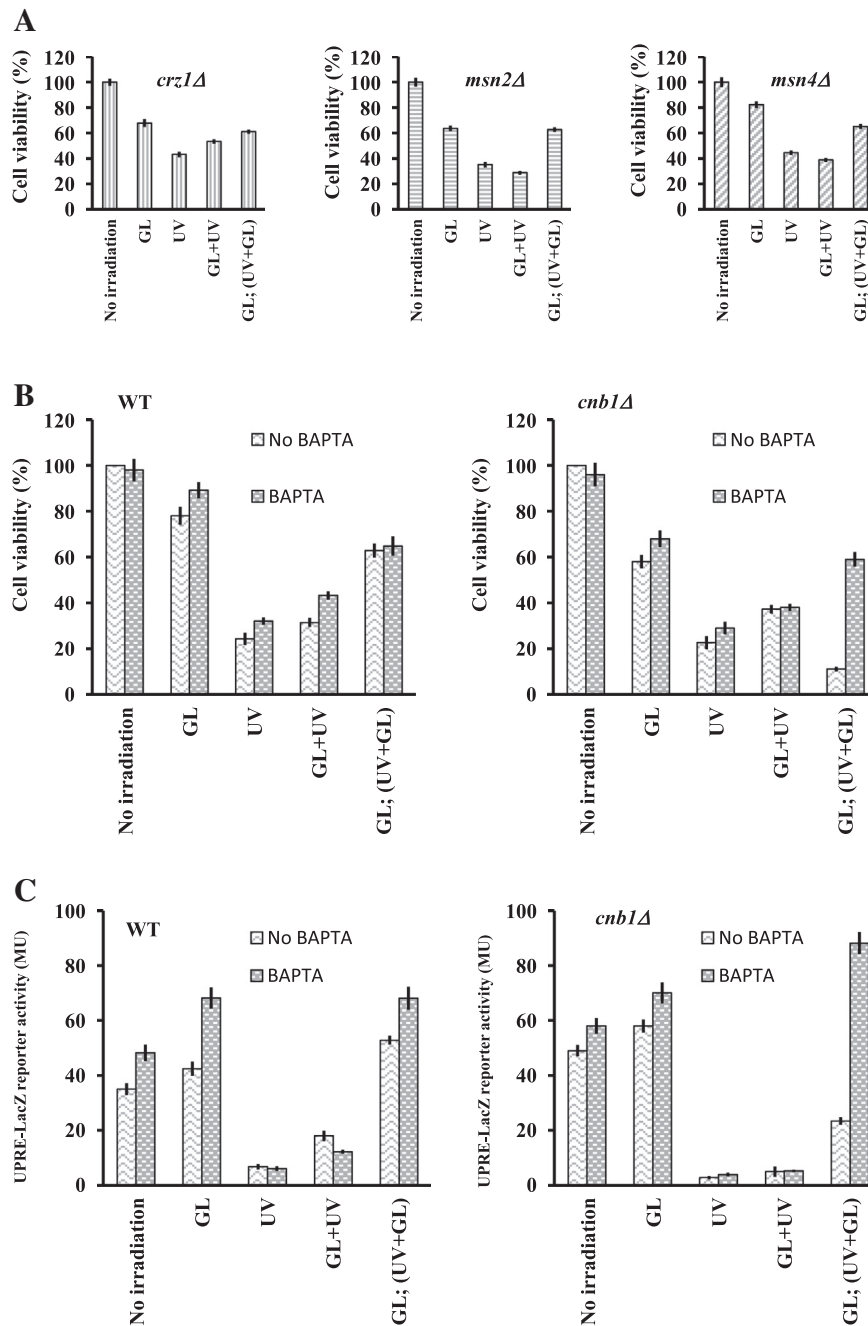 A
Cell viability (%)
120
100
80
60
40
20
0
crz1Δ
No irradiation
GL
UV
GL+UV
GL; (UV+GL)
Cell viability (%)
120
100
80
60
40
20
0
msn2Δ
No irradiation
GL
UV
GL+UV
GL; (UV+GL)
Cell viability (%)
120
100
80
60
40
20
0
msn4Δ
No irradiation
GL
UV
GL+UV
GL; (UV+GL)
B
WT
Cell viability (%)
120
100
80
60
40
20
0
No BAPTA
BAPTA
No irradiation
GL
UV
GL+UV
GL; (UV+GL)
cnb1Δ
Cell viability (%)
120
100
80
60
40
20
0
No BAPTA
BAPTA
No irradiation
GL
UV
GL+UV
GL; (UV+GL)
C
WT
UPRE-LacZ reporter activity (MU)
100
80
60
40
20
0
No BAPTA
BAPTA
No irradiation
GL
UV
GL+UV
GL; (UV+GL)
cnb1Δ
UPRE-LacZ reporter activity (MU)
100
80
60
40
20
0
No BAPTA
BAPTA
No irradiation
GL
UV
GL+UV
GL; (UV+GL)